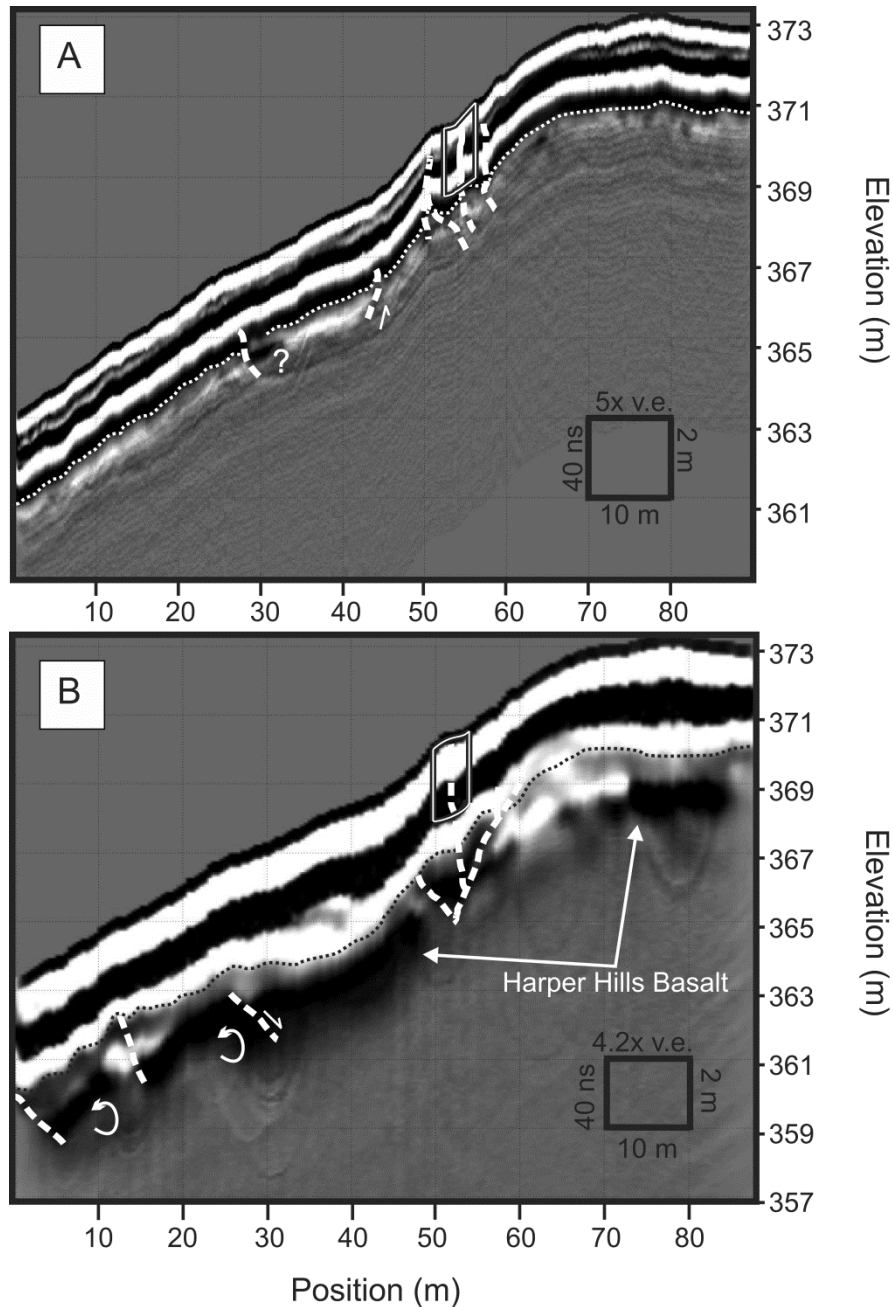 A
373
371
369
367
365
363
361
Elevation (m)
?
5x v.e.
40 ns
2 m
10 m
10 20 30 40 50 60 70 80
B
373
371
369
367
365
363
361
359
357
Elevation (m)
Harper Hills Basalt
4.2x v.e.
40 ns
2 m
10 m
10 20 30 40 50 60 70 80
Position (m)